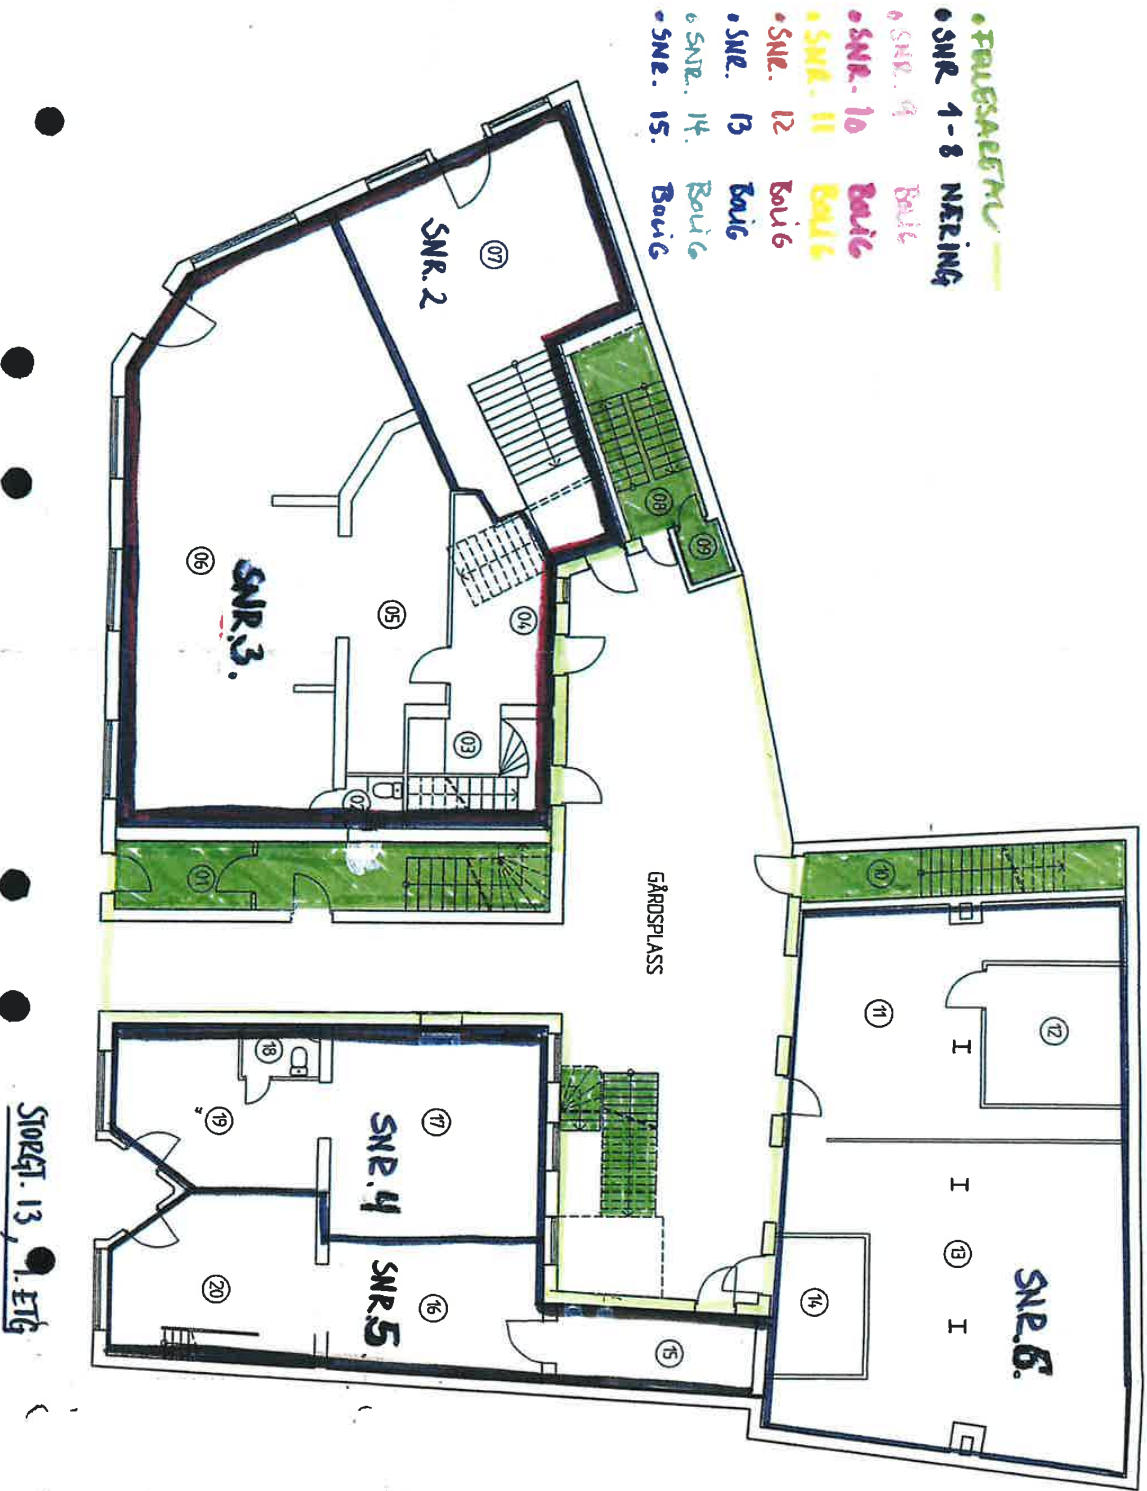 • FELLESAREAL
• SNR 1-8 NÆRING
• SNR. 9 BOLIG
• SNR. 10 BOLIG
• SNR. 11 BOLIG
• SNR. 12 BOLIG
• SNR. 13 BOLIG
• SNR. 14. BOLIG
• SNR. 15. BOLIG
07
SNR. 2
08
09
06
SNR.3.
05
04
03
02
01
GÅRDSPLASS
10
11
12
13
14
SNR.6.
15
16
SNR.5
17
SNR.4
18
19
20
STORGT. 13, 1. ETG